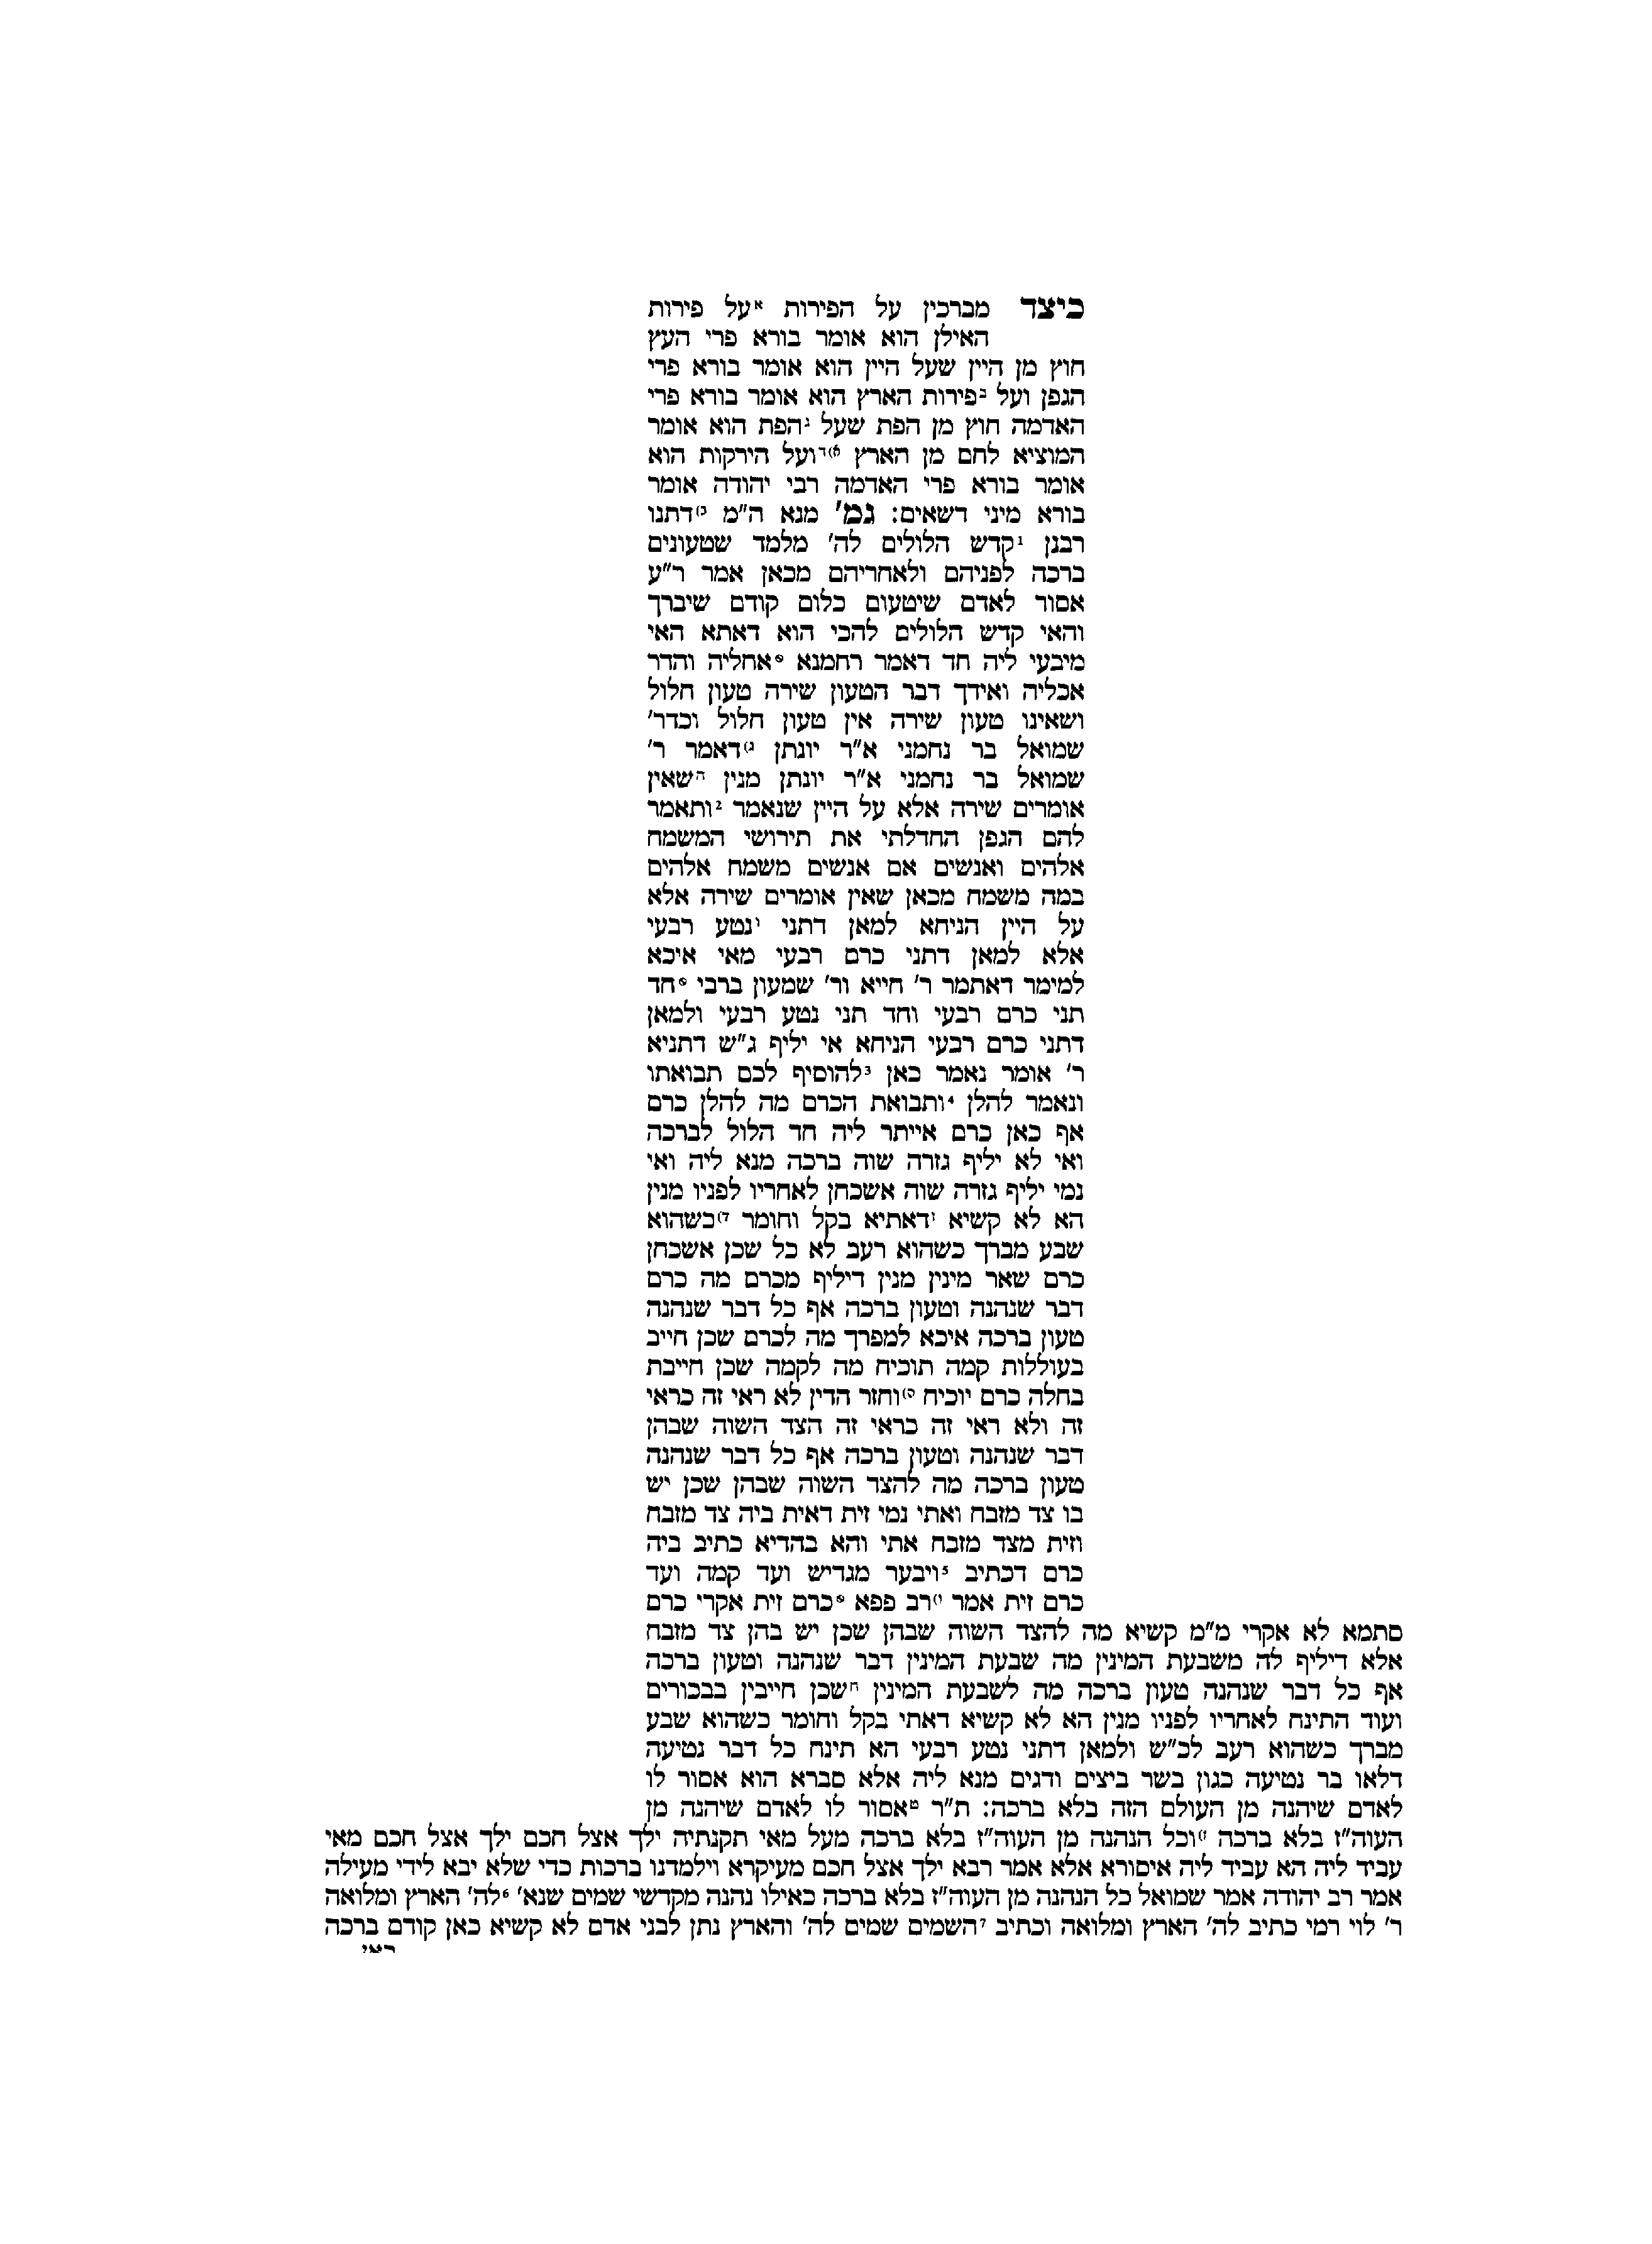 כיצד מברכין על הפירות אעל פירות
האילן הוא אומר בורא פרי העץ
חוץ מן היין שעל היין הוא אומר בורא פרי
הגפן ועל בפירות הארץ הוא אומר בורא פרי
האדמה חוץ מן הפת שעל גהפת הוא אומר
המוציא לחם מן הארץ א)דועל הירקות הוא
אומר בורא פרי האדמה רבי יהודה אומר
בורא מיני דשאים: גמ' מנא ה"מ ב)דתנו
רבנן 1קדש הלולים לה' מלמד שטעונים
ברכה לפניהם ולאחריהם מכאן אמר ר"ע
אסור לאדם שיטעום כלום קודם שיברך
והאי קדש הלולים להכי הוא דאתא האי
מיבעי ליה חד דאמר רחמנא °אחליה והדר
אכליה ואידך דבר הטעון שירה טעון חלול
ושאינו טעון שירה אין טעון חלול וכדר'
שמואל בר נחמני א"ר יונתן ג)דאמר ר'
שמואל בר נחמני א"ר יונתן מנין השאין
אומרים שירה אלא על היין שנאמר 2ותאמר
להם הגפן החדלתי את תירושי המשמח
אלהים ואנשים אם אנשים משמח אלהים
במה משמח מכאן שאין אומרים שירה אלא
על היין הניחא למאן דתני ונטע רבעי
אלא למאן דתני כרם רבעי מאי איכא
למימר דאתמר ר' חייא ור' שמעון ברבי °חד
תני כרם רבעי וחד תני נטע רבעי ולמאן
דתני כרם רבעי הניחא אי יליף ג"ש דתניא
ר' אומר נאמר כאן 3להוסיף לכם תבואתו
ונאמר להלן 4ותבואת הכרם מה להלן כרם
אף כאן כרם אייתר ליה חד הלול לברכה
ואי לא יליף גזרה שוה ברכה מנא ליה ואי
נמי יליף גזרה שוה אשכחן לאחריו לפניו מנין
הא לא קשיא זדאתיא בקל וחומר ד)כשהוא
שבע מברך כשהוא רעב לא כל שכן אשכחן
כרם שאר מינין מנין דיליף מכרם מה כרם
דבר שנהנה וטעון ברכה אף כל דבר שנהנה
טעון ברכה איכא למפרך מה לכרם שכן חייב
בעוללות קמה תוכיח מה לקמה שכן חייבת
בחלה כרם יוכיח ה)וחזר הדין לא ראי זה כראי
זה ולא ראי זה כראי זה הצד השוה שבהן
דבר שנהנה וטעון ברכה אף כל דבר שנהנה
טעון ברכה מה להצד השוה שבהן שכן יש
בו צד מזבח ואתי נמי זית דאית ביה צד מזבח
וזית מצד מזבח אתי והא בהדיא כתיב ביה
כרם דכתיב 5ויבער מגדיש ועד קמה ועד
כרם זית אמר ו)רב פפא °כרם זית אקרי כרם
סתמא לא אקרי מ"מ קשיא מה להצד השוה שבהן שכן יש בהן צד מזבח
אלא דיליף לה משבעת המינין מה שבעת המינין דבר שנהנה וטעון ברכה
אף כל דבר שנהנה טעון ברכה מה לשבעת המינין חשכן חייבין בבכורים
ועוד התינח לאחריו לפניו מנין הא לא קשיא דאתי בקל וחומר כשהוא שבע
מברך כשהוא רעב לכ"ש ולמאן דתני נטע רבעי הא תינח כל דבר נטיעה
דלאו בר נטיעה כגון בשר ביצים ודגים מנא ליה אלא סברא הוא אסור לו
לאדם שיהנה מן העולם הזה בלא ברכה: ת"ר טאסור לו לאדם שיהנה מן
העוה"ז בלא ברכה ז)וכל הנהנה מן העוה"ז בלא ברכה מעל מאי תקנתיה ילך אצל חכם ילך אצל חכם מאי
עביד ליה הא עביד ליה איסורא אלא אמר רבא ילך אצל חכם מעיקרא וילמדנו ברכות כדי שלא יבא לידי מעילה
אמר רב יהודה אמר שמואל כל הנהנה מן העוה"ז בלא ברכה כאילו נהנה מקדשי שמים שנא' 6לה' הארץ ומלואה
ר' לוי רמי כתיב לה' הארץ ומלואה וכתיב 7השמים שמים לה' והארץ נתן לבני אדם לא קשיא כאן קודם ברכה